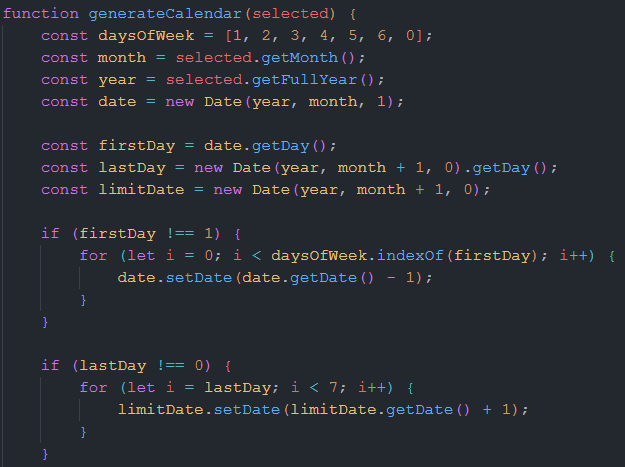 function generateCalendar(selected) {
    const daysOfWeek = [1, 2, 3, 4, 5, 6, 0];
    const month = selected.getMonth();
    const year = selected.getFullYear();
    const date = new Date(year, month, 1);

    const firstDay = date.getDay();
    const lastDay = new Date(year, month + 1, 0).getDay();
    const limitDate = new Date(year, month + 1, 0);

    if (firstDay !== 1) {
        for (let i = 0; i < daysOfWeek.indexOf(firstDay); i++) {
            date.setDate(date.getDate() - 1);
        }
    }

    if (lastDay !== 0) {
        for (let i = lastDay; i < 7; i++) {
            limitDate.setDate(limitDate.getDate() + 1);
        }
    }